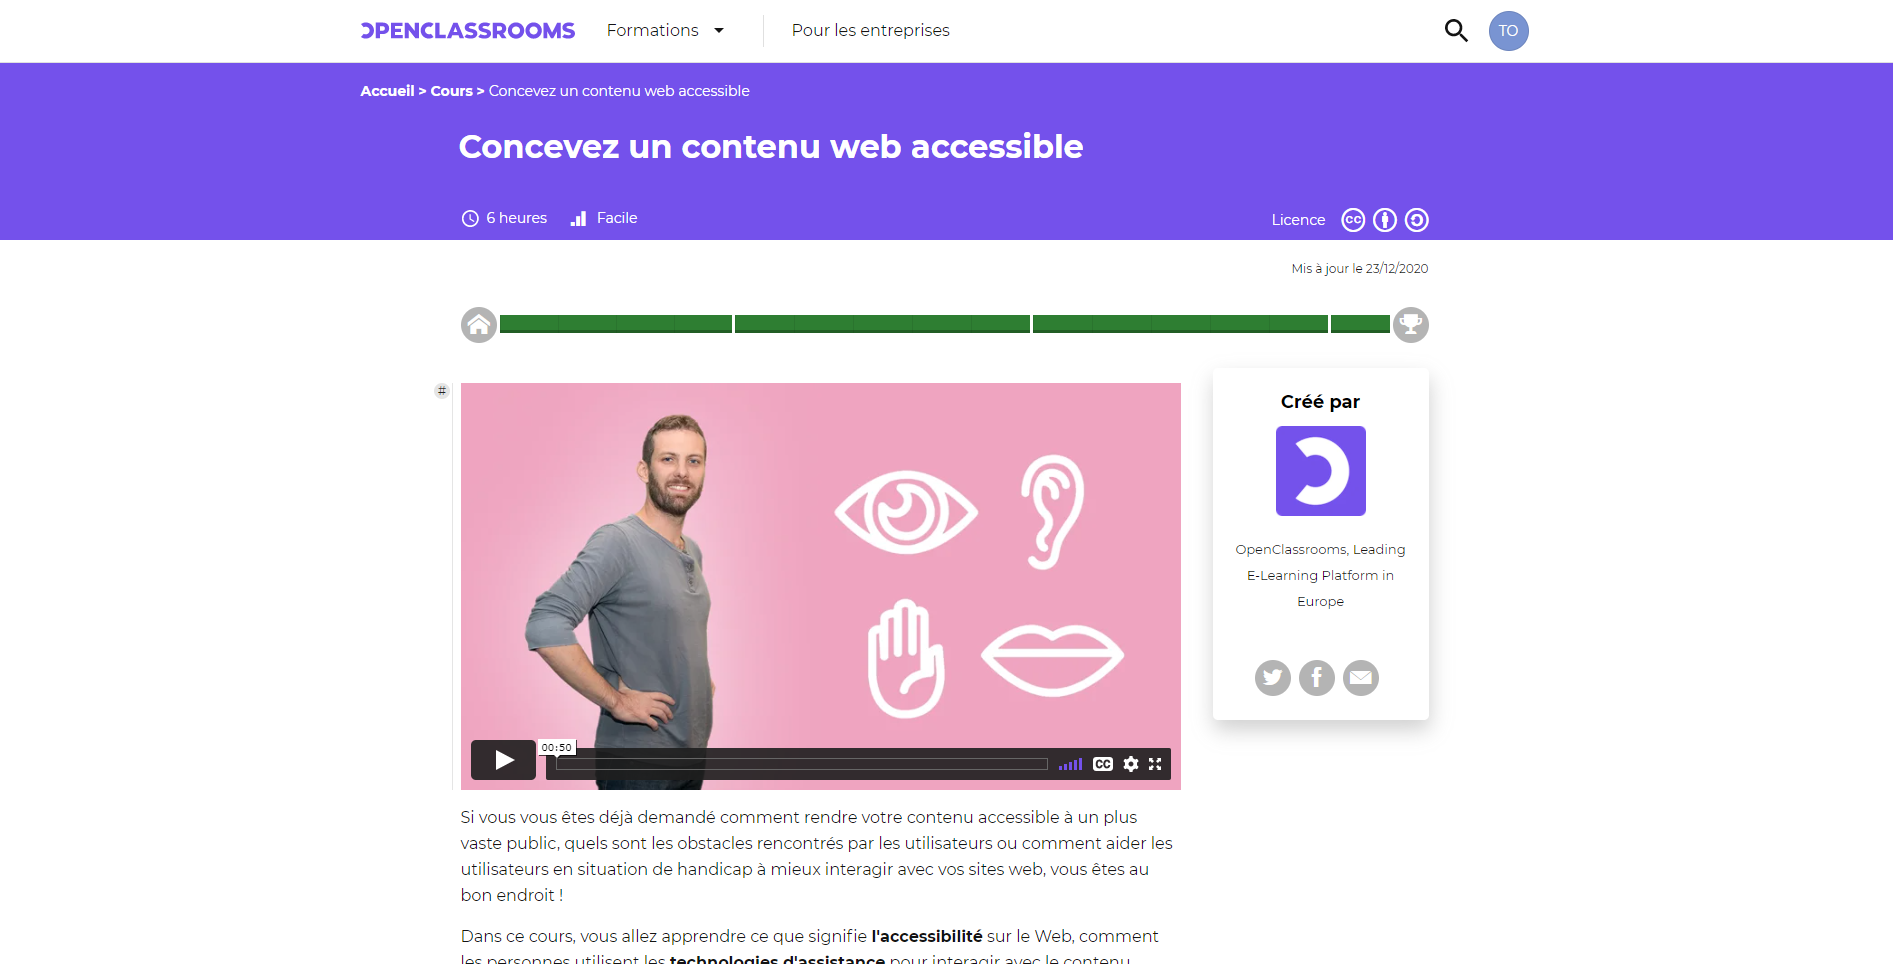 OPENCLASSROOMS Formations Pour les entreprises TO
Accueil > Cours > Concevez un contenu web accessible
Concevez un contenu web accessible
6 heures Facile Licence cc
Mis à jour le 23/12/2020
#
Créé par
OpenClassrooms, Leading
E-Learning Platform in
Europe
00:50
CC
Si vous vous êtes déjà demandé comment rendre votre contenu accessible à un plus
vaste public, quels sont les obstacles rencontrés par les utilisateurs ou comment aider les
utilisateurs en situation de handicap à mieux interagir avec vos sites web, vous êtes au
bon endroit !
Dans ce cours, vous allez apprendre ce que signifie l'accessibilité sur le Web, comment
les personnes utilisent les technologies d'assistance pour interagir avec le contenu